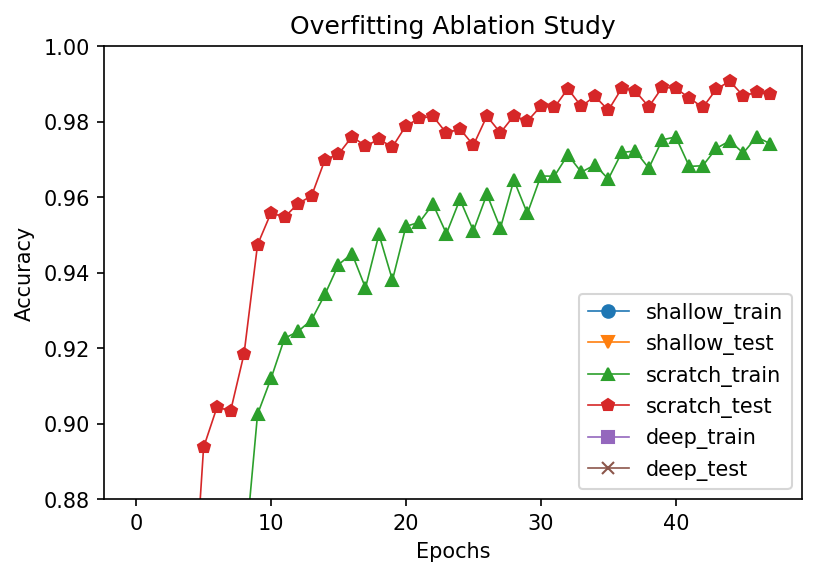 Overfitting Ablation Study
1.00
0.98
0.96
0.94
0.92
0.90
0.88
Accuracy
shallow_train
shallow_test
scratch_train
scratch_test
deep_train
deep_test
0 10 20 30 40
Epochs